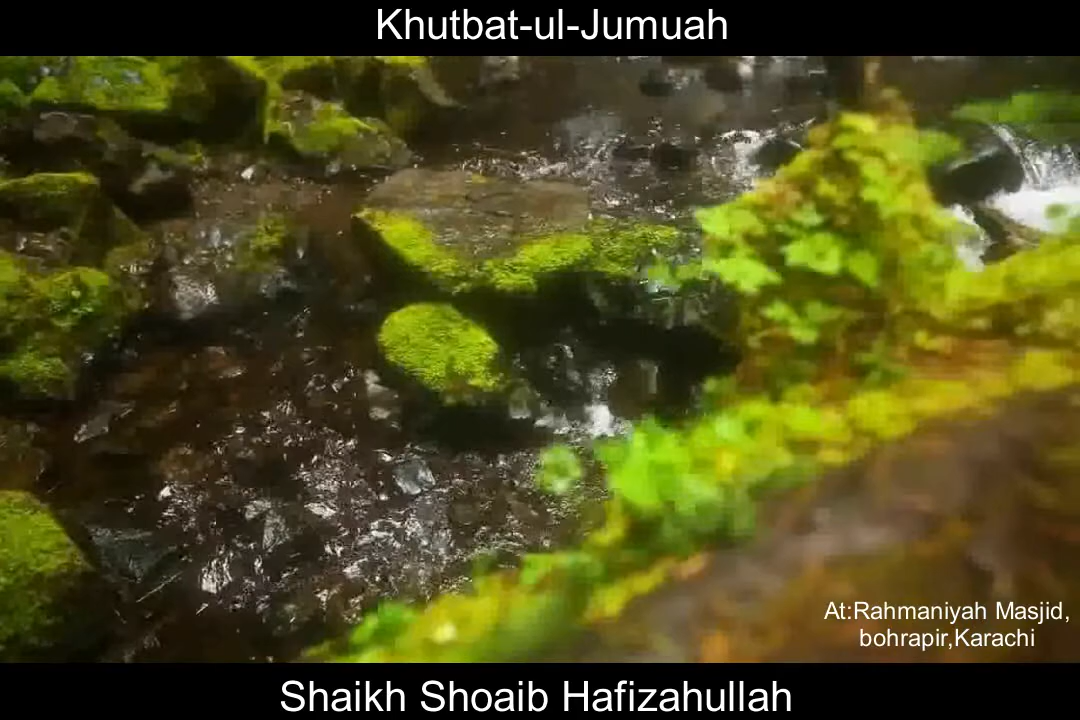 Khutbat-ul-Jumuah
At:Rahmaniyah Masjid,
bohrapir,Karachi
Shaikh Shoaib Hafizahullah